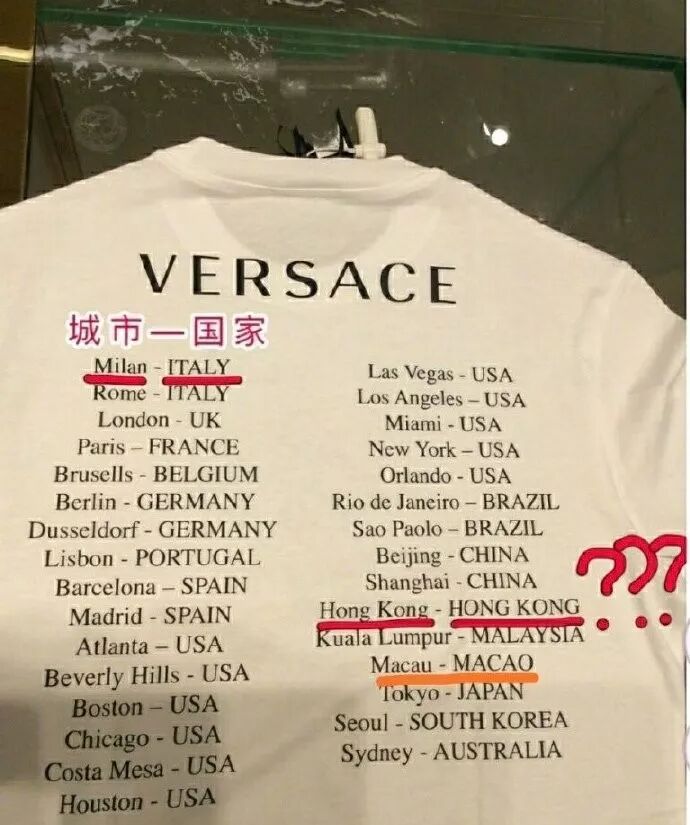 VERSACE
城市—国家
Milan - ITALY
Rome - ITALY
London - UK
Paris – FRANCE
Brusells - BELGIUM
Berlin - GERMANY
Dusseldorf - GERMANY
Lisbon - PORTUGAL
Barcelona – SPAIN
Madrid - SPAIN
Atlanta – USA
Beverly Hills - USA
Boston – USA
Chicago - USA
Costa Mesa - USA
Houston - USA
Las Vegas - USA
Los Angeles – USA
Miami - USA
New York – USA
Orlando - USA
Rio de Janeiro – BRAZIL
Sao Paolo – BRAZIL
Beijing - CHINA
Shanghai - CHINA
Hong Kong - HONG KONG
???
Kuala Lumpur - MALAYSIA
Macau - MACAO
Tokyo - JAPAN
Seoul - SOUTH KOREA
Sydney - AUSTRALIA